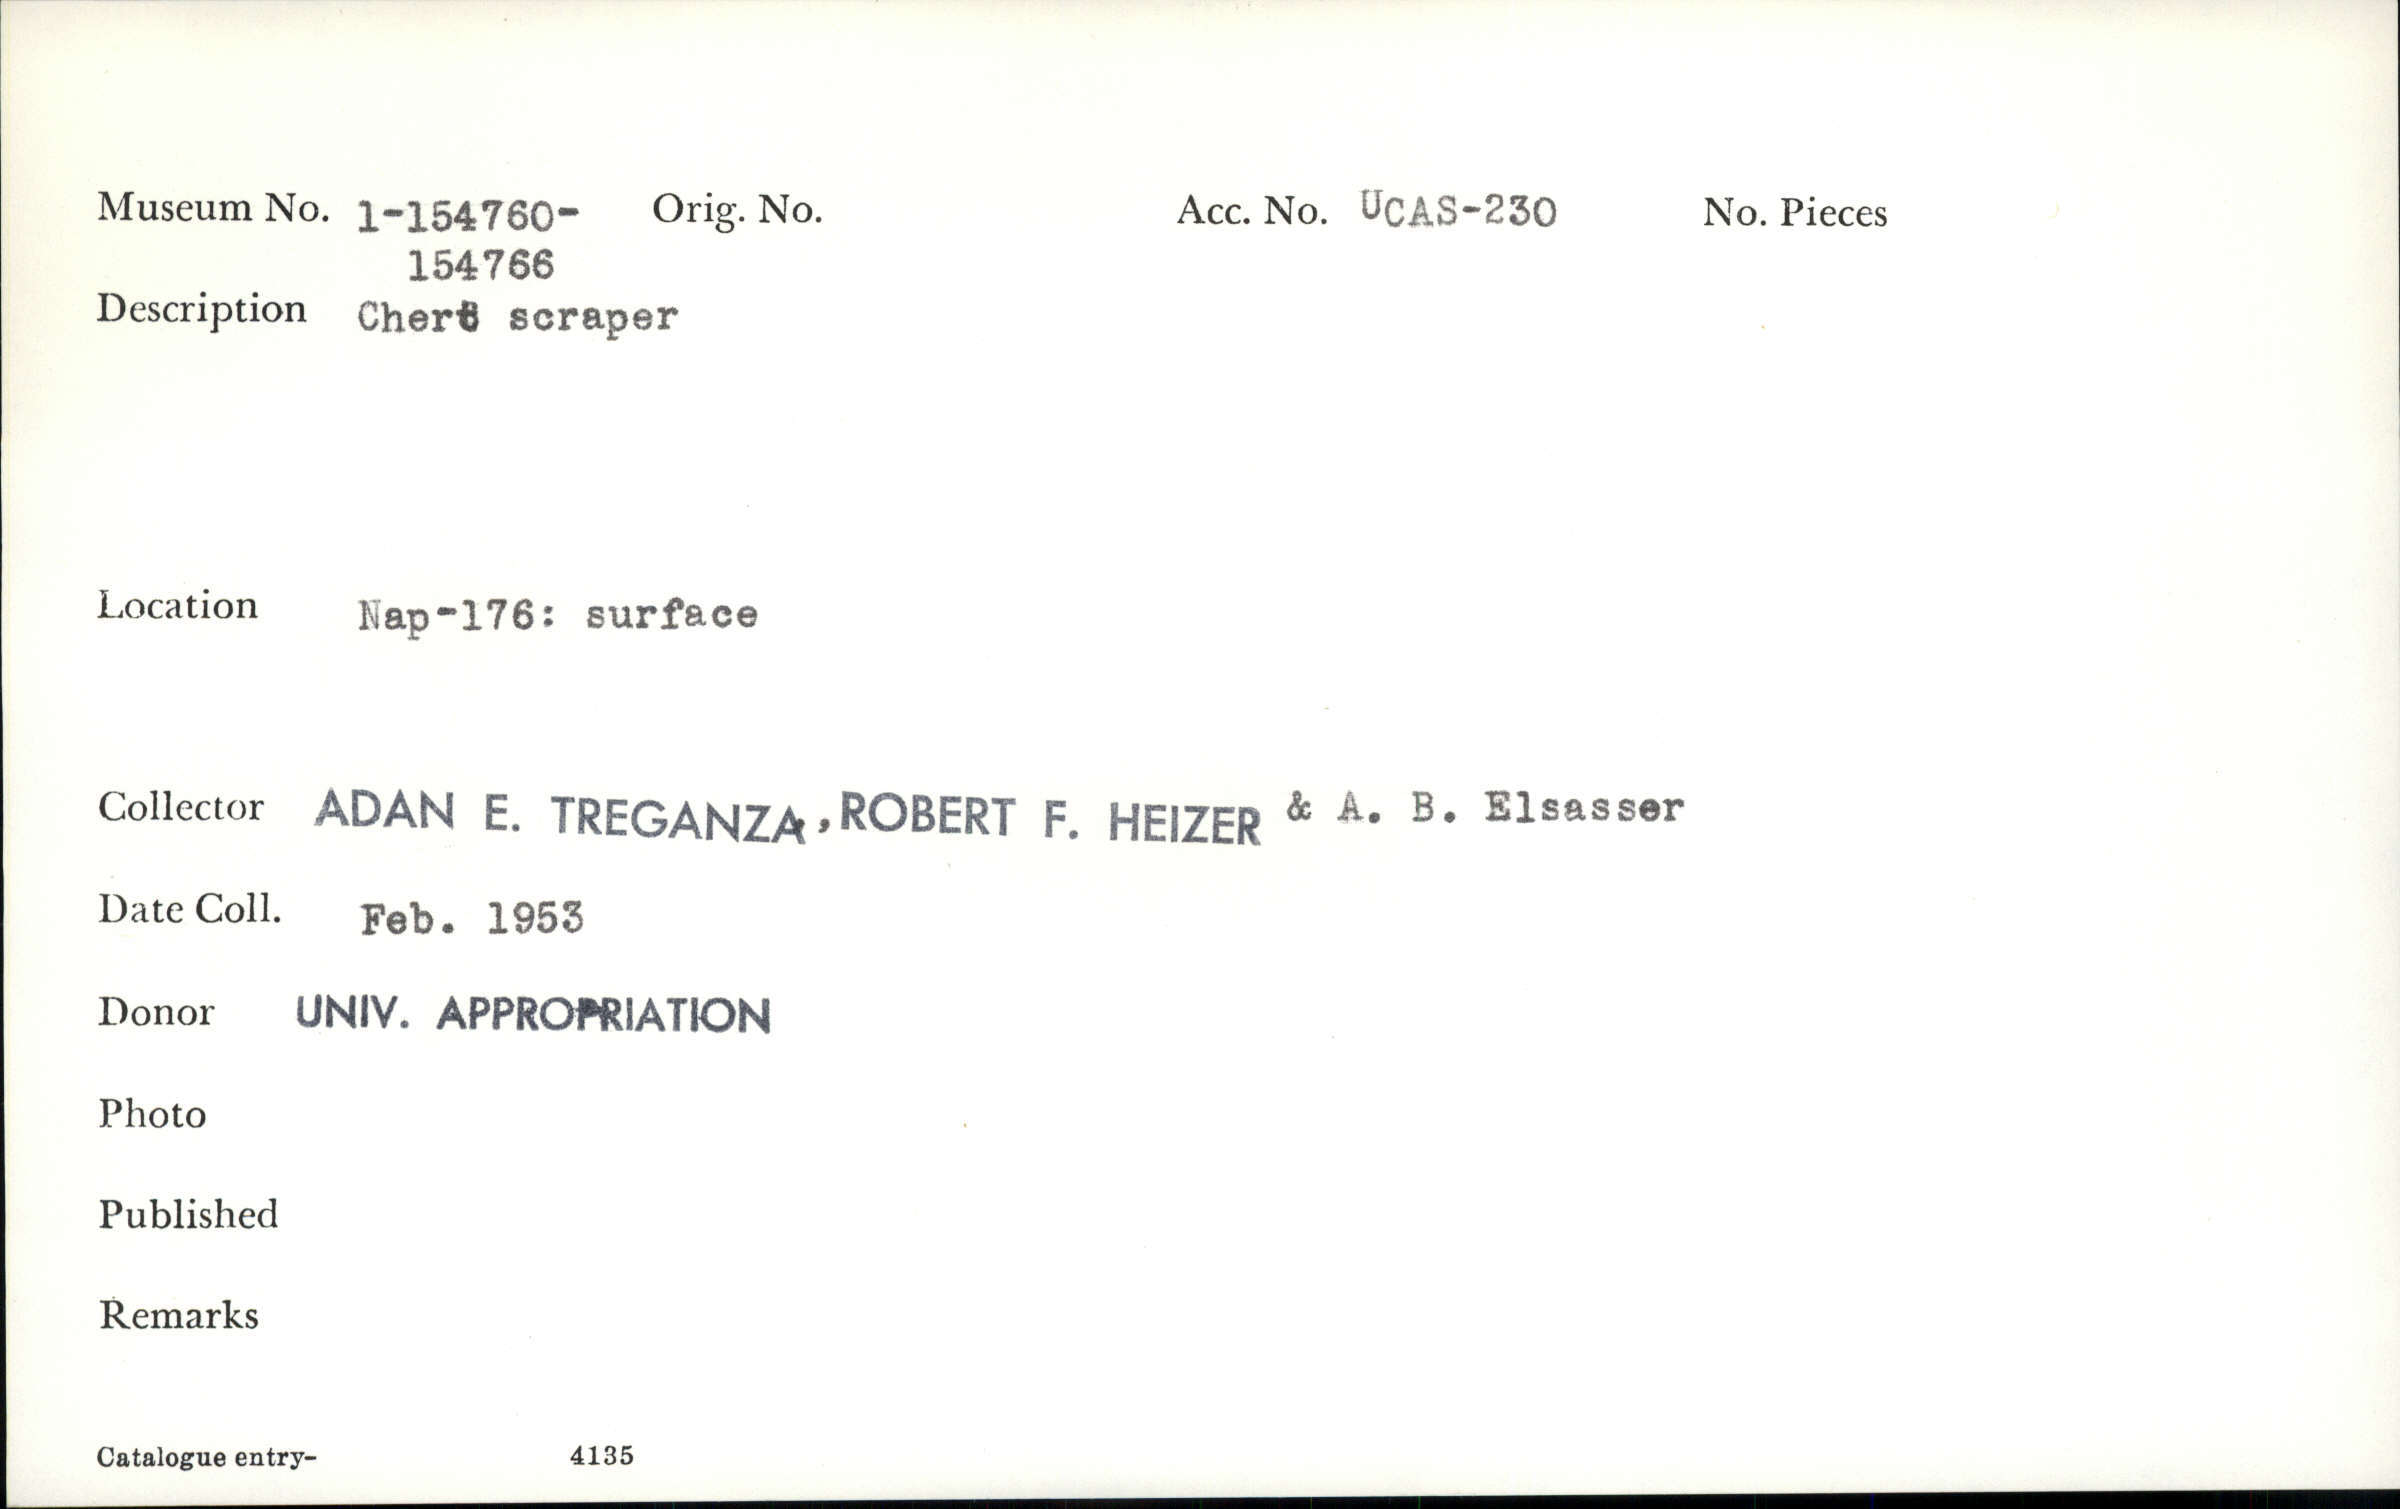 Museum No. 1-154760- Orig. No. Acc. No. UCAS-230 No. Pieces
154766
Description Chert scraper
Location Nap-176: surface
Collector ADAN E. TREGANZA, ROBERT F. HEIZER & A. B. Elsasser
Date Coll. Feb. 1953
Donor UNIV. APPROPRIATION
Photo
Published
Remarks
Catalogue entry- 4135